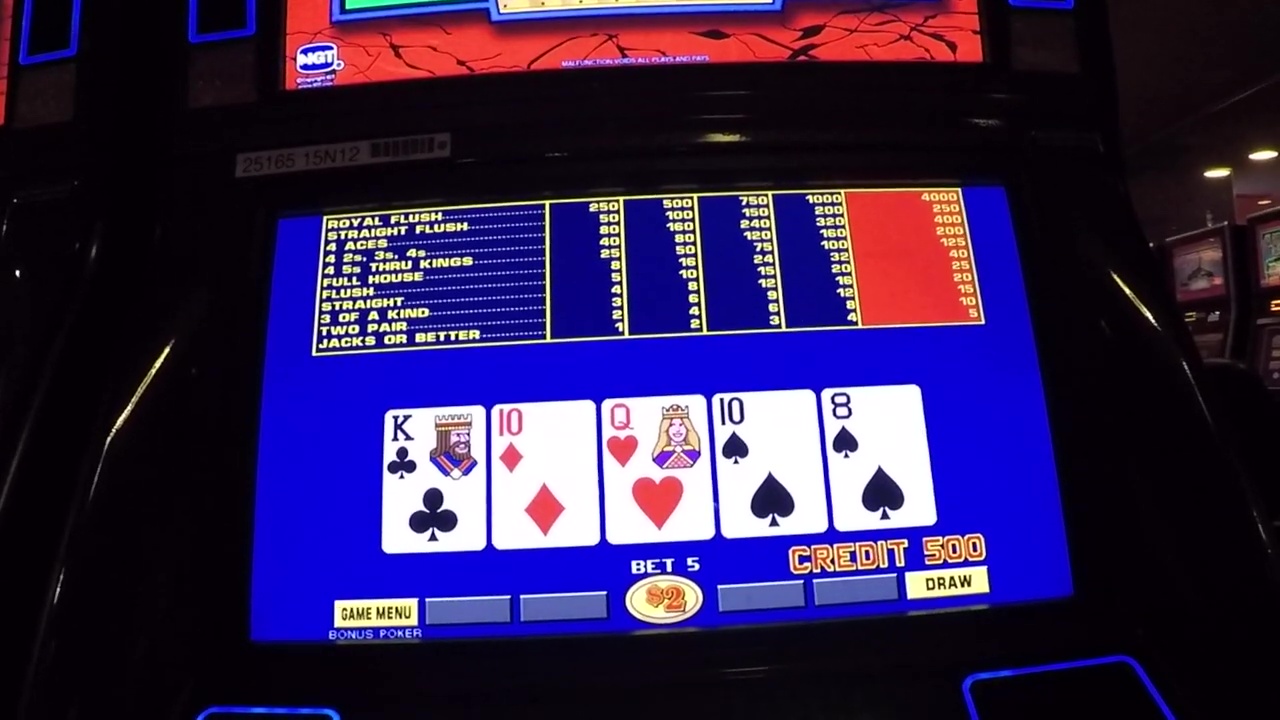 IGT
MALFUNCTION VOIDS ALL PLAYS AND PAYS
25165 15N12
ROYAL FLUSH 250 500 750 1000 4000
STRAIGHT FLUSH 50 100 150 200 250
4 ACES 80 160 240 320 400
4 2s, 3s, 4s 40 80 120 160 200
4 5s THRU KINGS 25 50 75 100 125
FULL HOUSE 8 16 24 32 40
FLUSH 5 10 15 20 25
STRAIGHT 4 8 12 16 20
3 OF A KIND 3 6 9 12 15
TWO PAIR 2 4 6 8 10
JACKS OR BETTER 1 2 3 4 5
K 10 Q 10 8
BET 5 CREDIT 500
GAME MENU $2 DRAW
BONUS POKER